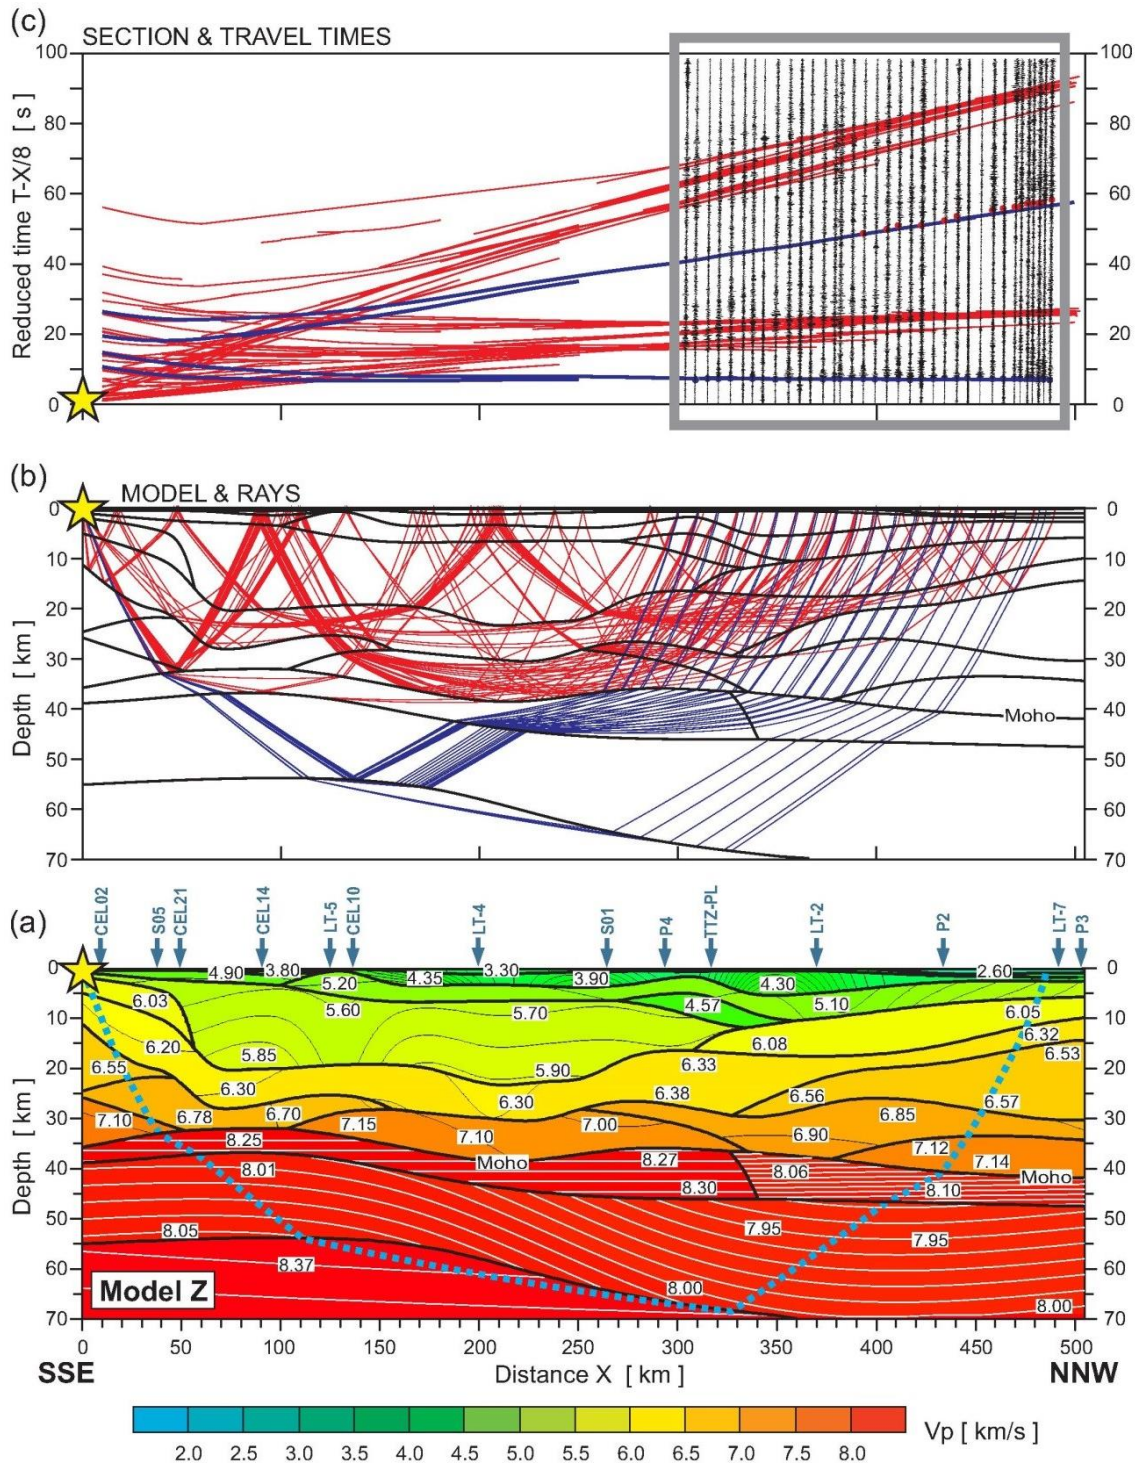 (c)
SECTION & TRAVEL TIMES
100 100
80 80
60 60
40 40
20 20
0 0
Reduced time T-X/8 [ s ]
(b)
MODEL & RAYS
0 0
10 10
20 20
30 30
40 40
50 50
60 60
70 70
Depth [ km ]
Moho
(a)
CEL02 S05 CEL21 CEL14 LT-5 CEL10 LT-4 S01 P4 TTZ-PL LT-2 P2 LT-7 P3
0 4.90 3.80 5.20 4.35 3.30 3.90 4.30 2.60 0
6.03 5.60 5.70 4.57 5.10 6.05
10 6.32 10
6.20 5.85 5.90 6.08 6.33 6.53
20 6.55 6.30 6.30 6.38 6.56 6.57 20
30 7.10 6.78 6.70 7.15 7.10 7.00 6.85 6.90 7.12 7.14 30
8.25 Moho 8.27 8.06 Moho
40 8.01 8.30 8.10 40
50 8.05 7.95 7.95 50
60 8.37 8.00 60
70 Model Z 8.00 70
Depth [ km ]
0 50 100 150 200 250 300 350 400 450 500
SSE Distance X [ km ] NNW
2.0 2.5 3.0 3.5 4.0 4.5 5.0 5.5 6.0 6.5 7.0 7.5 8.0
Vp [ km/s ]